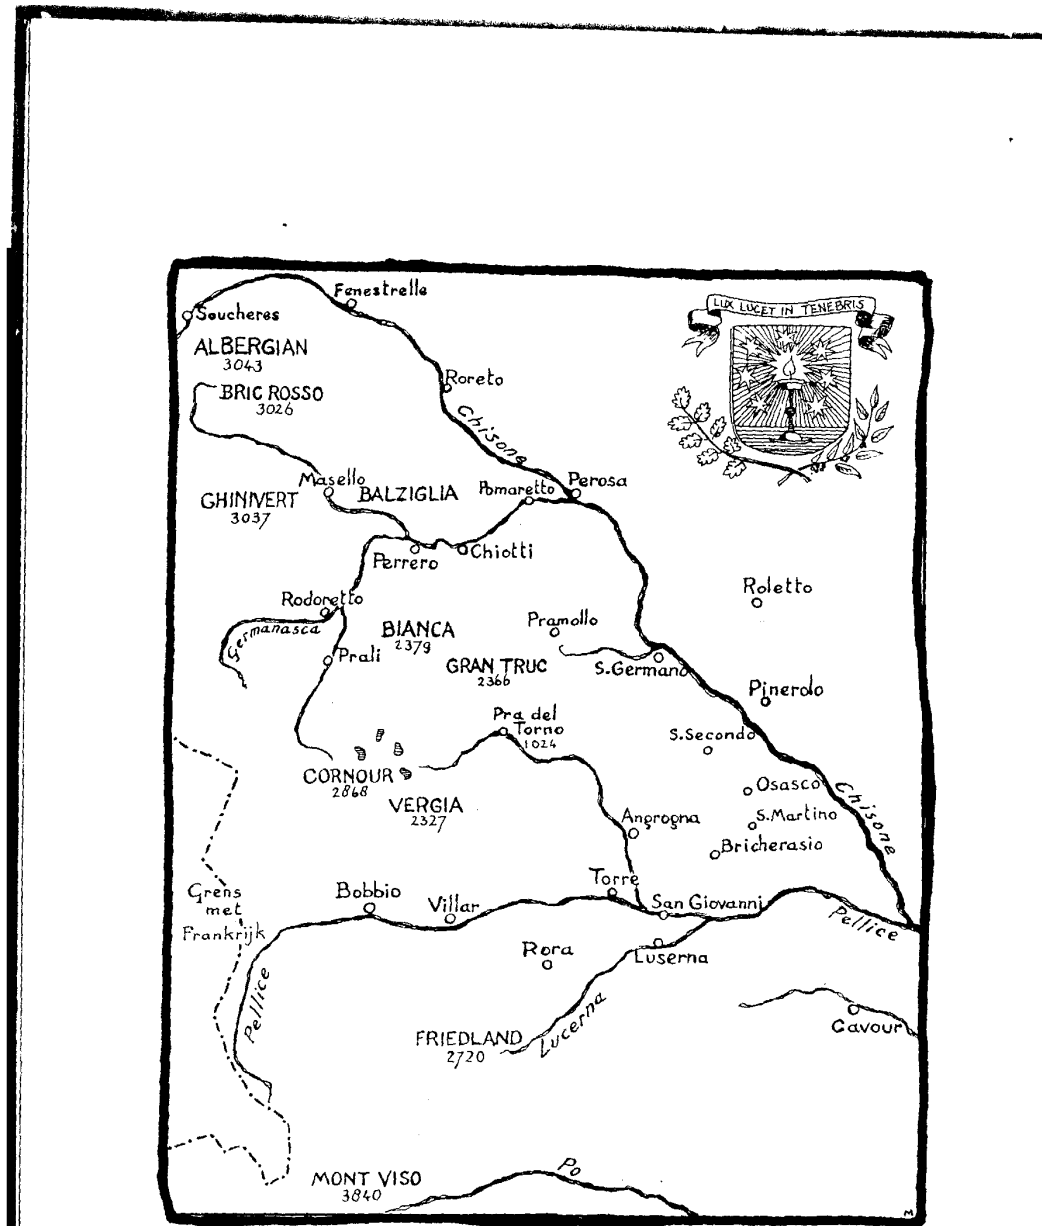 Fenestrelle
LUX LUCET IN TENEBRIS
Soucheres
ALBERGIAN
3043
Roreto
BRIC ROSSO
3026
Chisone
Masello
BALZIGLIA
Pomaretto
Perosa
GHINIVERT
3037
Perrero
Chiotti
Roletto
Rodoretto
Germanasca
BIANCA
2379
Pramollo
Prali
GRAN TRUC
2366
S.Germano
Pinerolo
Pra del
Torno
1024
S.Secondo
CORNOUR
2868
VERGIA
2327
Osasco
Chisone
S.Martino
Angrogna
Bricherasio
Grens
met
Frankrijk
Bobbio
Villar
Torre
San Giovanni
Pellice
Rora
Luserna
Pellice
FRIEDLAND
2720
Lucerna
Cavour
MONT VISO
3840
Po
M